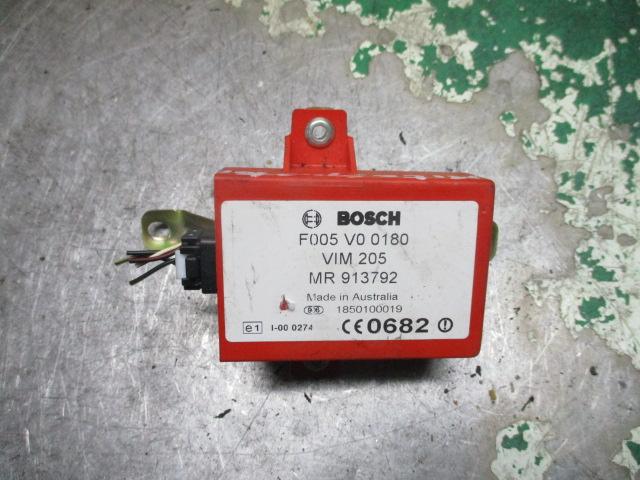 BOSCH
F005 V0 0180
VIM 205
MR 913792
Made in Australia
1850100019
e1 I-00 0274 CE0682